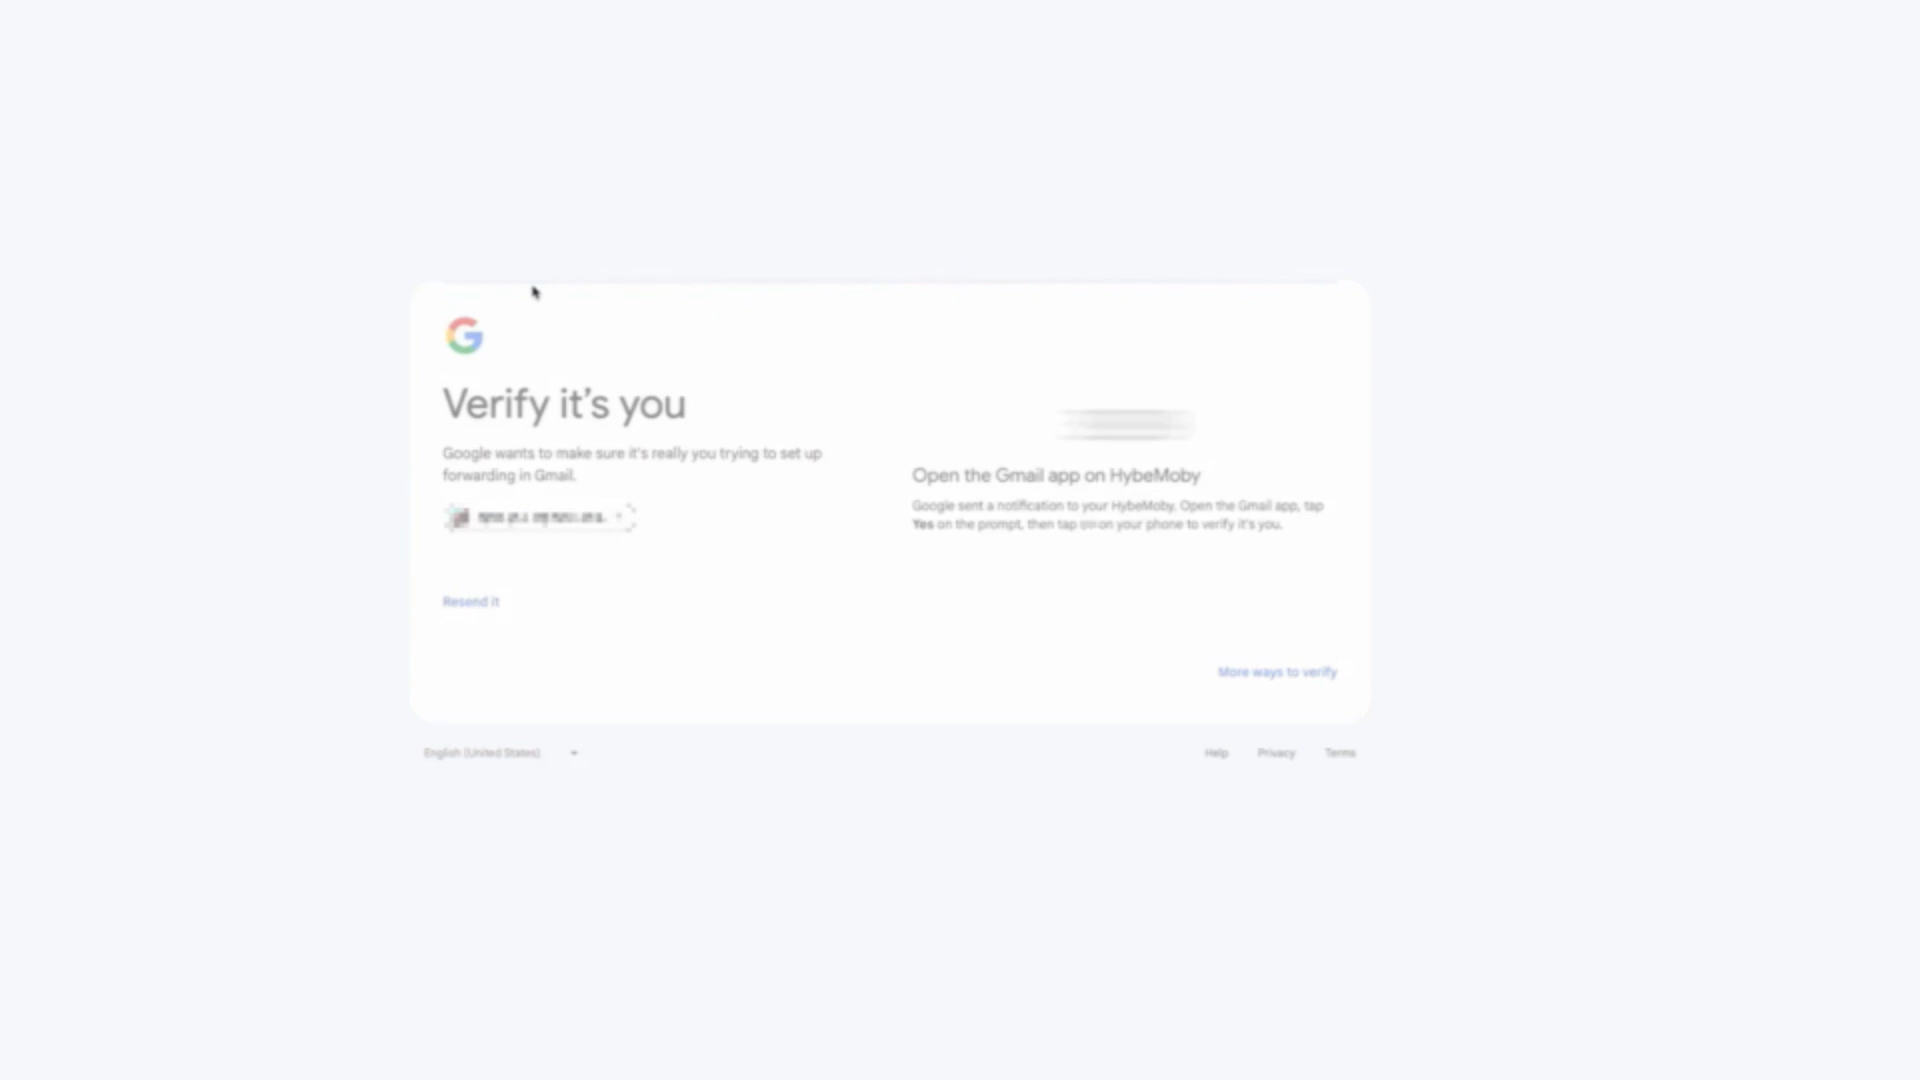 Verify it's you
Google wants to make sure it's really you trying to set up
forwarding in Gmail.
Resend it
Open the Gmail app on HybeMoby
Google sent a notification to your HybeMoby. Open the Gmail app, tap
Yes on the prompt, then tap on your phone to verify it's you.
More ways to verify
English (United States)
Help Privacy Terms